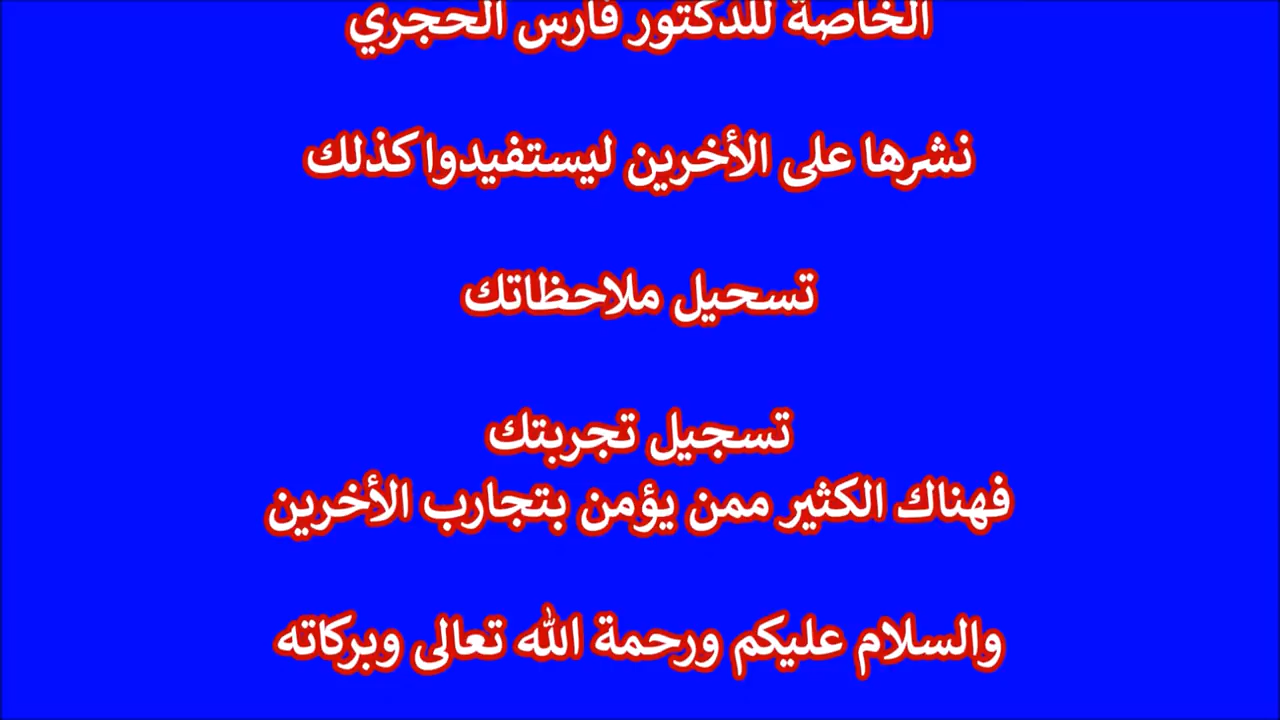 الخاصة للدكتور فارس الحجري
نشرها على الأخرين ليستفيدوا كذلك
تسحيل ملاحظاتك
تسجيل تجربتك
فهناك الكثير ممن يؤمن بتجارب الأخرين
والسلام عليكم ورحمة الله تعالى وبركاته